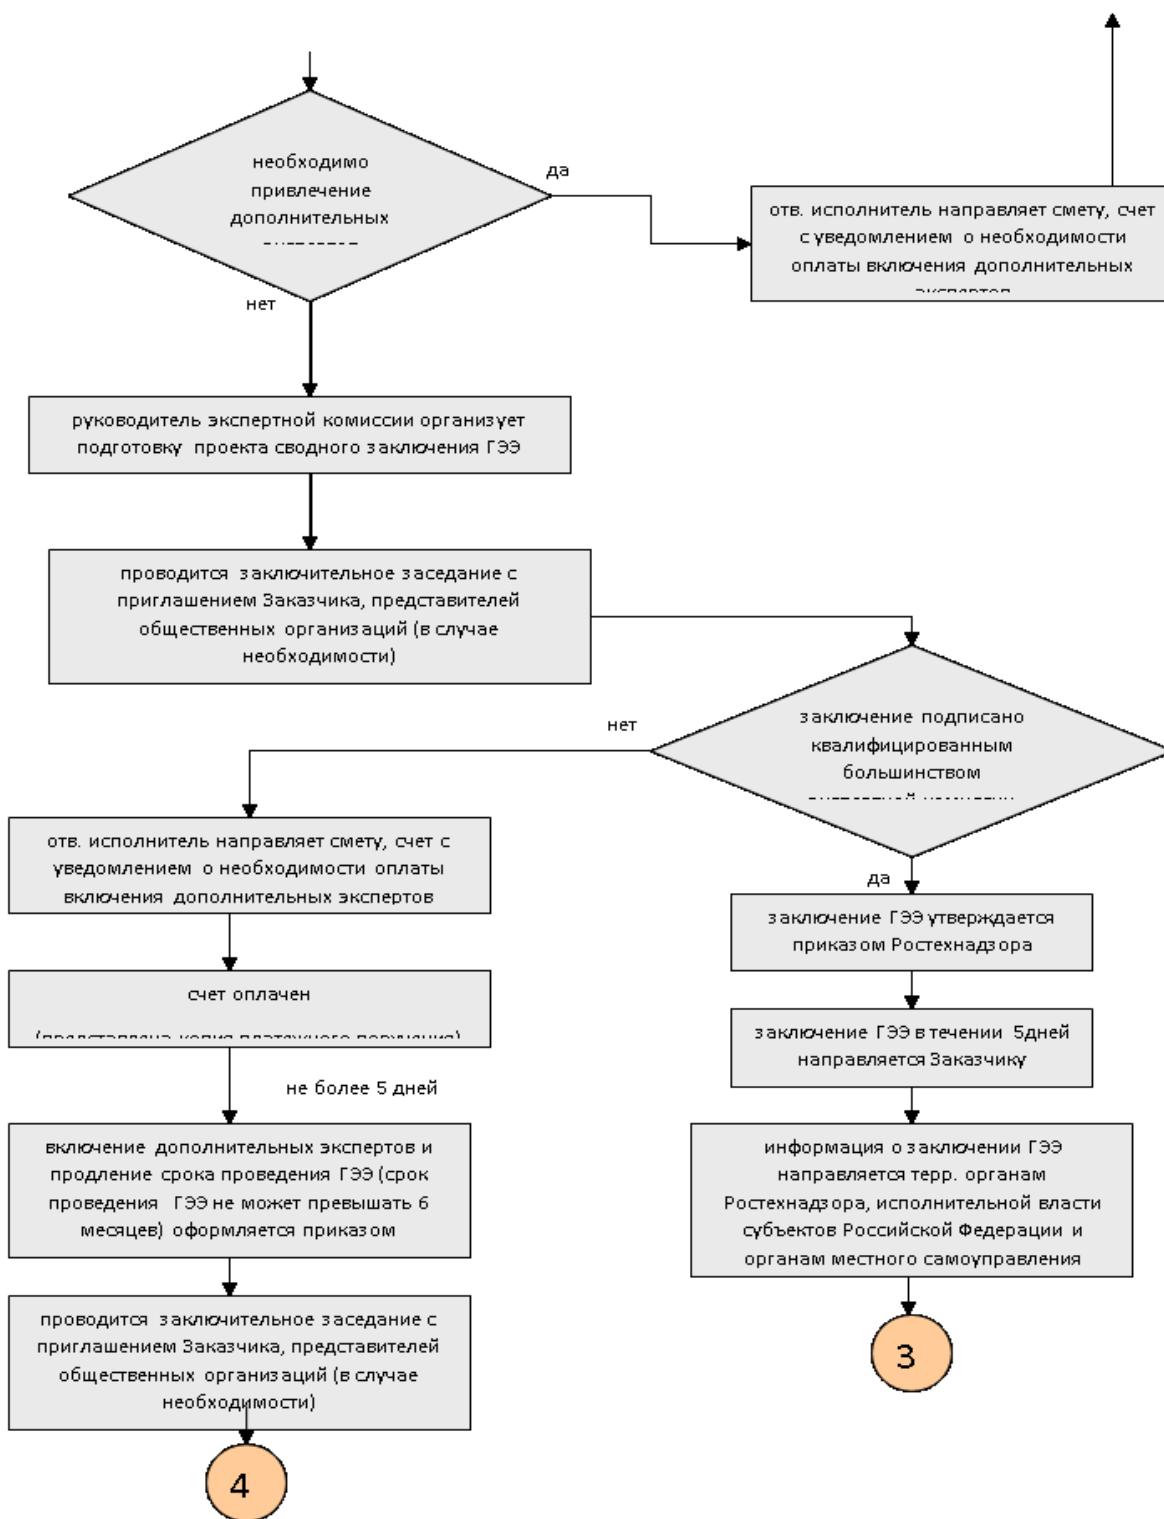 необходимо
привлечение
дополнительных
да
отв. исполнитель направляет смету, счет
с уведомлением о необходимости
оплаты включения дополнительных
нет
руководитель экспертной комиссии организует
подготовку проекта сводного заключения ГЭЭ
проводится заключительное заседание с
приглашением Заказчика, представителей
общественных организаций (в случае
необходимости)
заключение подписано
квалифицированным
большинством
нет
отв. исполнитель направляет смету, счет с
уведомлением о необходимости оплаты
включения дополнительных экспертов
да
заключение ГЭЭ утверждается
приказом Ростехнадзора
счет оплачен
заключение ГЭЭ в течении 5дней
направляется Заказчику
не более 5 дней
включение дополнительных экспертов и
продление срока проведения ГЭЭ (срок
проведения ГЭЭ не может превышать 6
месяцев) оформляется приказом
информация о заключении ГЭЭ
направляется терр. органам
Ростехнадзора, исполнительной власти
субъектов Российской Федерации и
органам местного самоуправления
проводится заключительное заседание с
приглашением Заказчика, представителей
общественных организаций (в случае
необходимости)
3
4